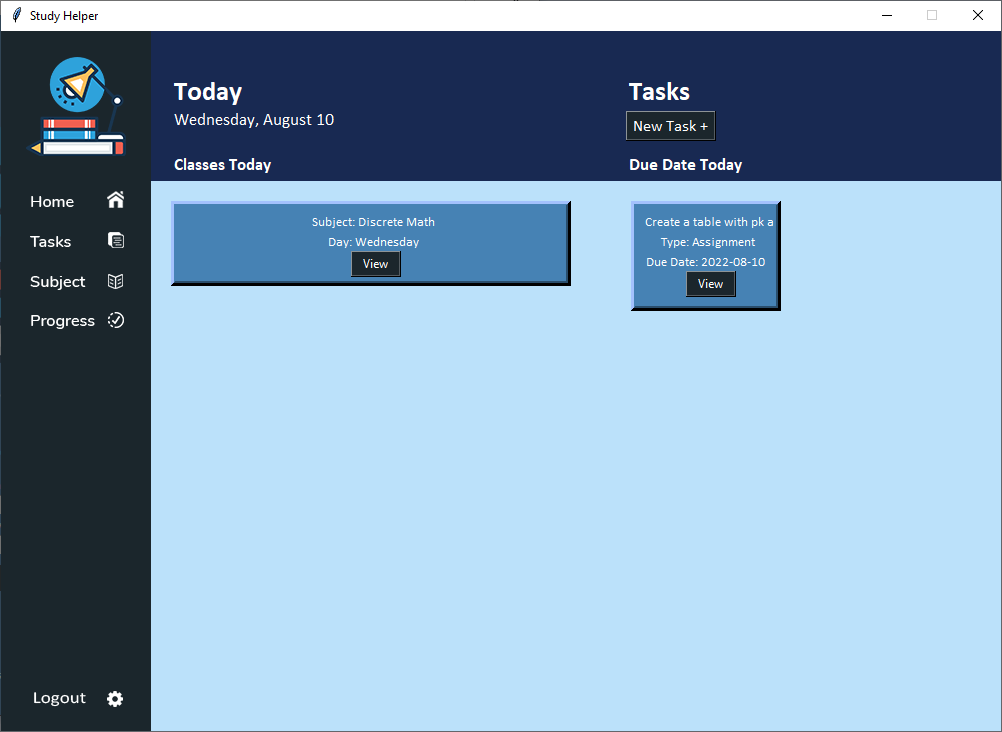 Study Helper
Home
Tasks
Subject
Progress
Logout
Today
Wednesday, August 10
Classes Today
Subject: Discrete Math
Day: Wednesday
View
Tasks
New Task +
Due Date Today
Create a table with pk a
Type: Assignment
Due Date: 2022-08-10
View